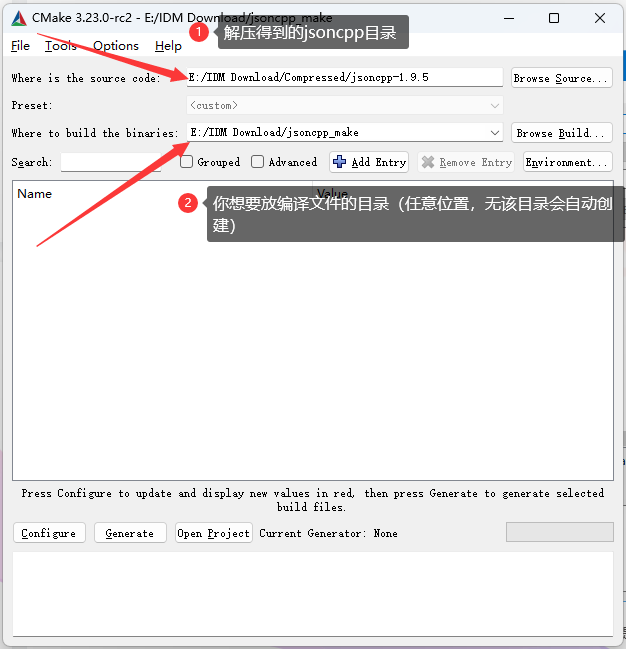 CMake 3.23.0-rc2 - E:/IDM Download/jsoncpp_make
File Tools Options Help
1 解压得到的jsoncpp目录
Where is the source code: E:/IDM Download/Compressed/jsoncpp-1.9.5 Browse Source...
Preset: <custom>
Where to build the binaries: E:/IDM Download/jsoncpp_make Browse Build...
Search: Grouped Advanced Add Entry Remove Entry Environment...
Name Value
2 你想要放编译文件的目录（任意位置，无该目录会自动创
建）
Press Configure to update and display new values in red, then press Generate to generate selected
build files.
Configure Generate Open Project Current Generator: None